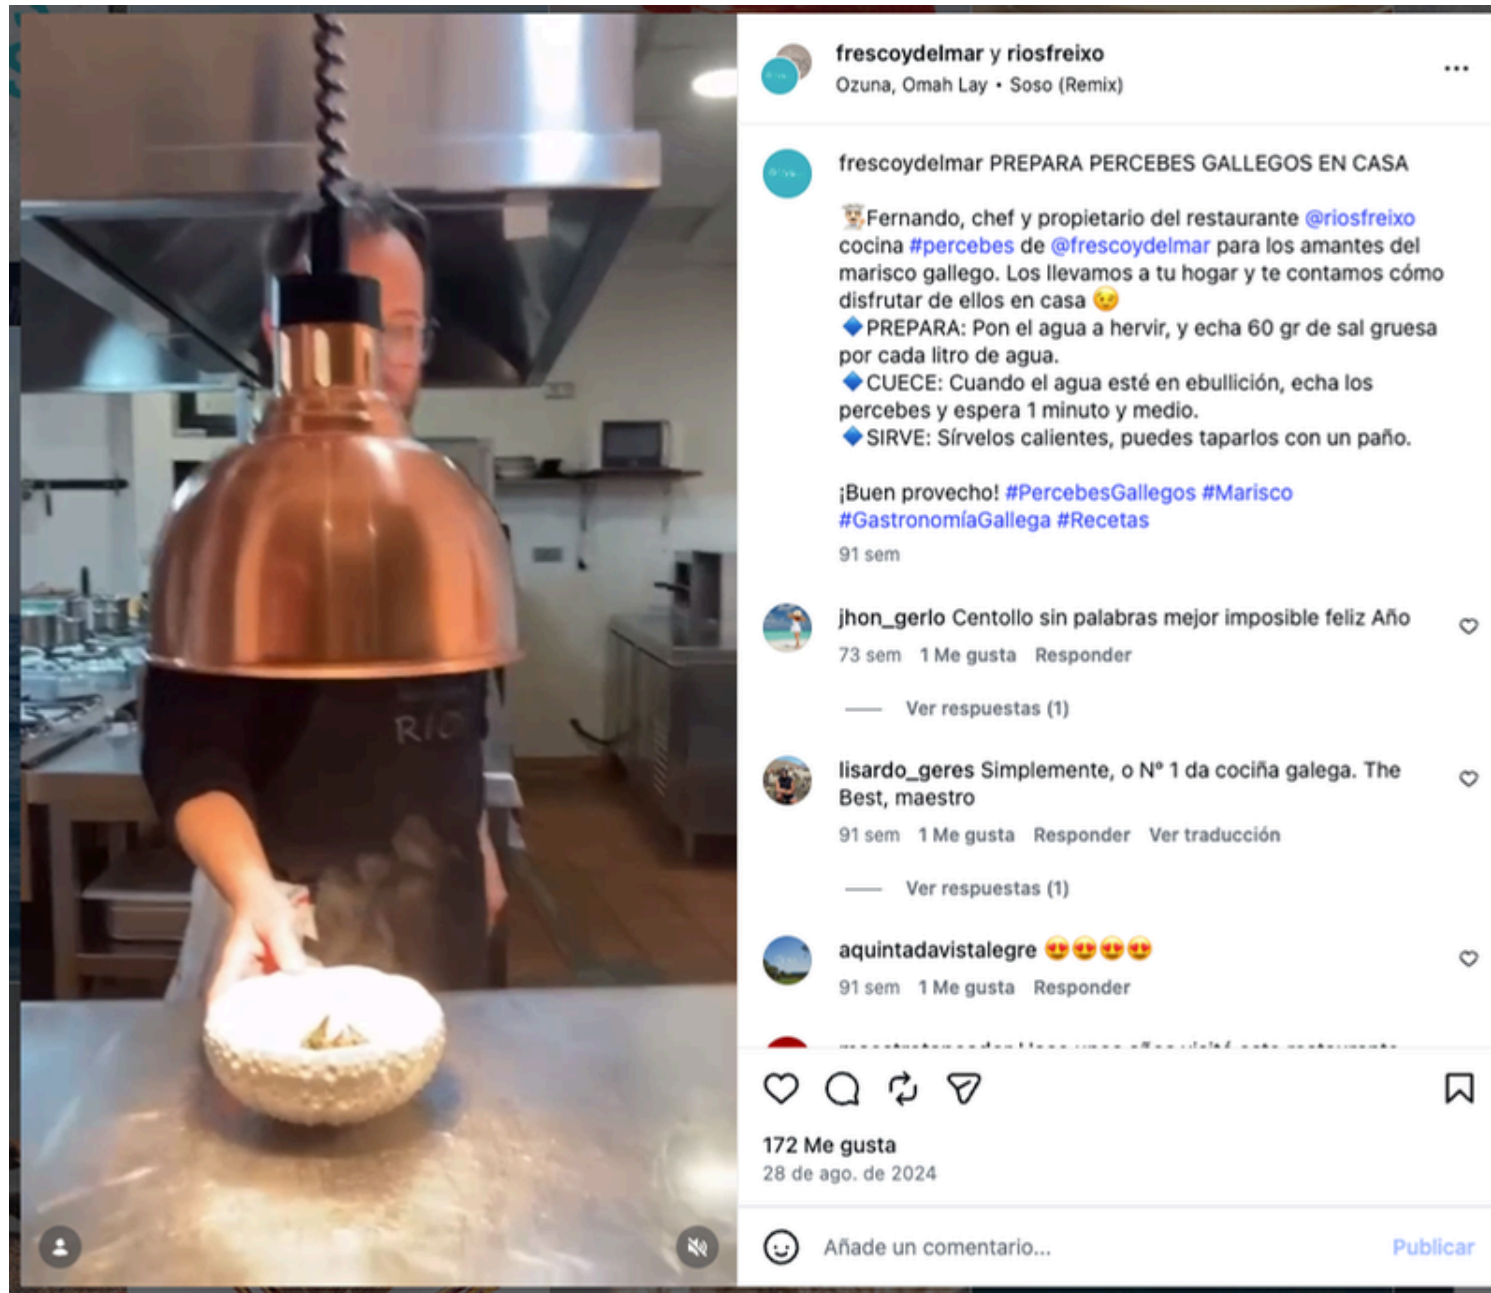 frescoydelmar y riosfreixo
Ozuna, Omah Lay • Soso (Remix)
frescoydelmar PREPARA PERCEBES GALLEGOS EN CASA
👨🏻‍🍳Fernando, chef y propietario del restaurante @riosfreixo
cocina #percebes de @frescoydelmar para los amantes del
marisco gallego. Los llevamos a tu hogar y te contamos cómo
disfrutar de ellos en casa 😉
🔷PREPARA: Pon el agua a hervir, y echa 60 gr de sal gruesa
por cada litro de agua.
🔷CUECE: Cuando el agua esté en ebullición, echa los
percebes y espera 1 minuto y medio.
🔷SIRVE: Sírvelos calientes, puedes taparlos con un paño.
¡Buen provecho! #PercebesGallegos #Marisco
#GastronomíaGallega #Recetas
91 sem
jhon_gerlo Centollo sin palabras mejor imposible feliz Año
73 sem 1 Me gusta Responder
Ver respuestas (1)
lisardo_geres Simplemente, o Nº 1 da cociña galega. The
Best, maestro
91 sem 1 Me gusta Responder Ver traducción
Ver respuestas (1)
aquintadavistalegre 😍😍😍😍
91 sem 1 Me gusta Responder
172 Me gusta
28 de ago. de 2024
Añade un comentario...
Publicar
RÍO